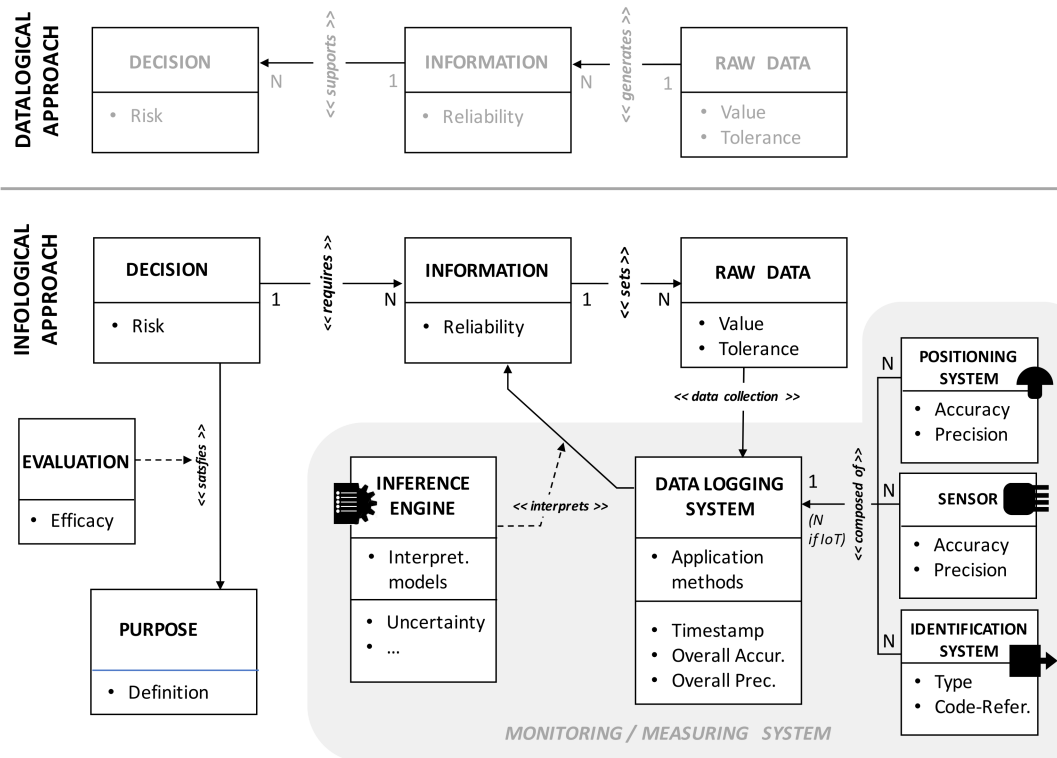 DATALOGICAL
APPROACH
DECISION
• Risk
N
<< supports >>
1
INFORMATION
• Reliability
N
<< generates >>
1
RAW DATA
• Value
• Tolerance
INFOLOGICAL
APPROACH
DECISION
• Risk
1
<< requires >>
N
INFORMATION
• Reliability
1
<< sets >>
N
RAW DATA
• Value
• Tolerance
<< data collection >>
EVALUATION
• Efficacy
<< satsfies >>
PURPOSE
• Definition
INFERENCE
ENGINE
• Interpret.
models
• Uncertainty
• ...
<< interprets >>
DATA LOGGING
SYSTEM
• Application
methods
• Timestamp
• Overall Accur.
• Overall Prec.
1
(N
if IoT)
<< composed of >>
N
POSITIONING
SYSTEM
• Accuracy
• Precision
N
SENSOR
• Accuracy
• Precision
N
IDENTIFICATION
SYSTEM
• Type
• Code-Refer.
MONITORING / MEASURING SYSTEM